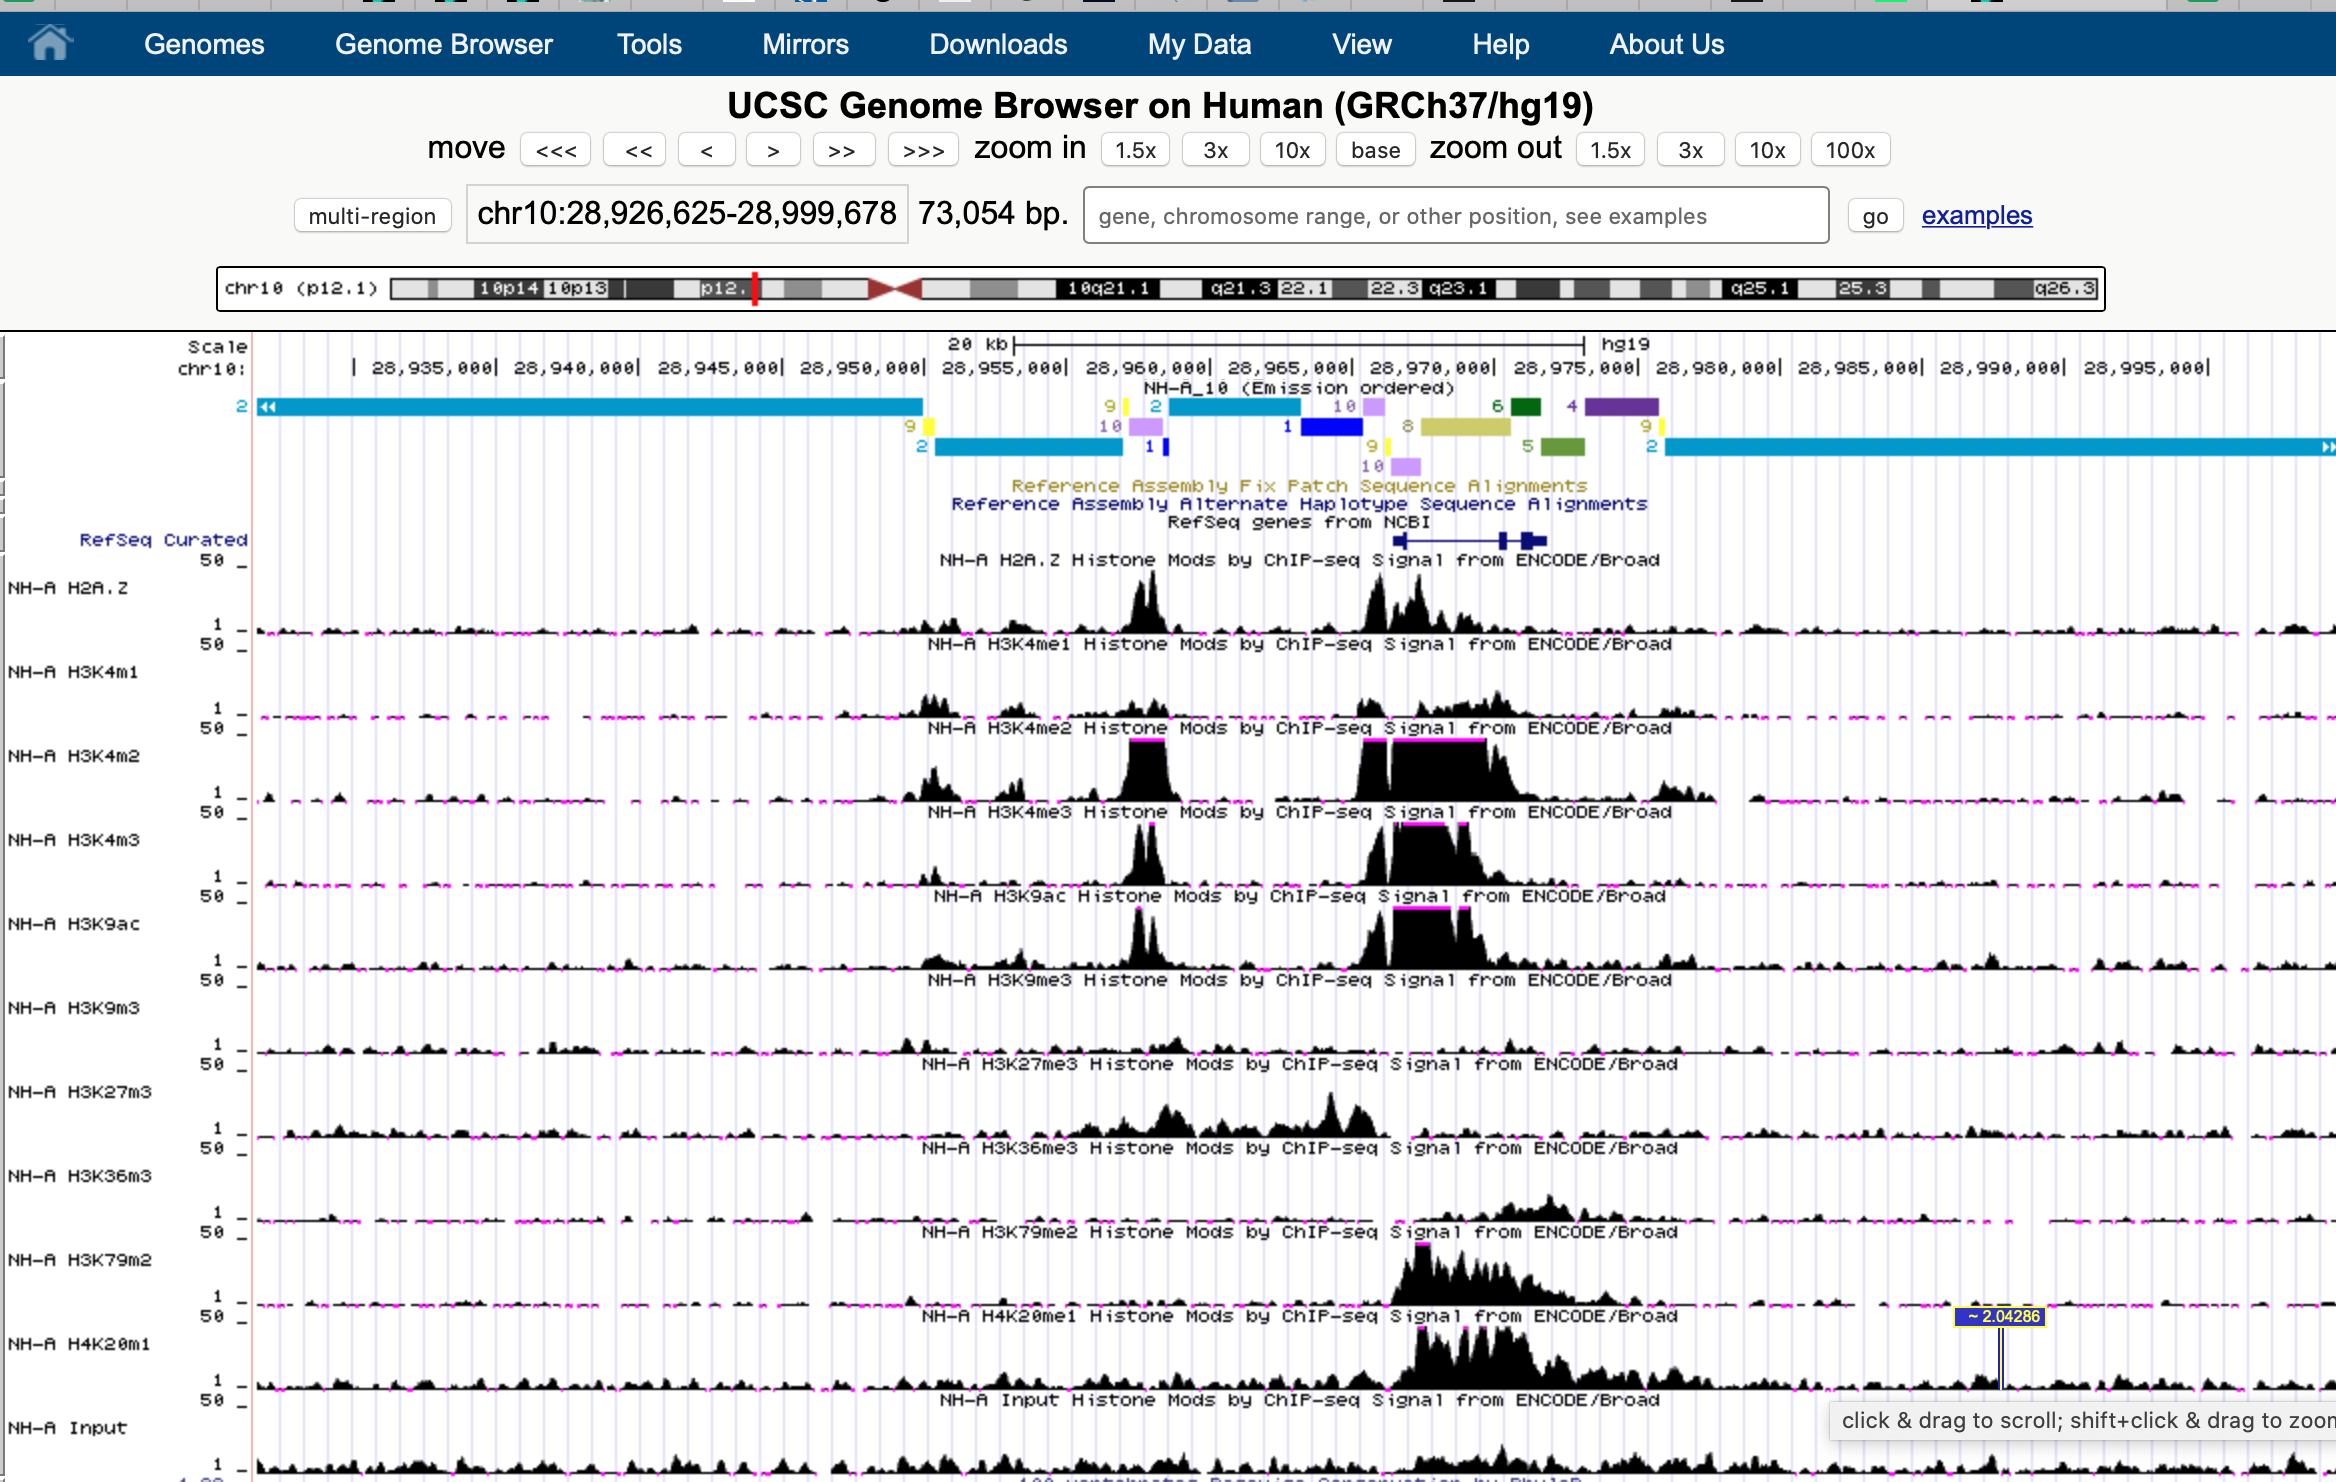 Genomes Genome Browser Tools Mirrors Downloads My Data View Help About Us
UCSC Genome Browser on Human (GRCh37/hg19)
move <<< << < > >> >>> zoom in 1.5x 3x 10x base zoom out 1.5x 3x 10x 100x
multi-region chr10:28,926,625-28,999,678 73,054 bp. gene, chromosome range, or other position, see examples go examples
chr10 (p12.1) 10p14 10p13 p12. 10q21.1 q21.3 22.1 22.3 q23.1 q25.1 25.3 q26.3
Scale 20 kb hg19
chr10: 28,935,000 28,940,000 28,945,000 28,950,000 28,955,000 28,960,000 28,965,000 28,970,000 28,975,000 28,980,000 28,985,000 28,990,000 28,995,000
NH-A_10 (Emission ordered)
2 9 2 10 6 4
9 10 1 8 9
2 1 9 5 2
10
Reference Assembly Fix Patch Sequence Alignments
Reference Assembly Alternate Haplotype Sequence Alignments
RefSeq genes from NCBI
RefSeq Curated
50 NH-A H2A.Z Histone Mods by ChIP-seq Signal from ENCODE/Broad
NH-A H2A.Z
1
50 NH-A H3K4me1 Histone Mods by ChIP-seq Signal from ENCODE/Broad
NH-A H3K4m1
1
50 NH-A H3K4me2 Histone Mods by ChIP-seq Signal from ENCODE/Broad
NH-A H3K4m2
1
50 NH-A H3K4me3 Histone Mods by ChIP-seq Signal from ENCODE/Broad
NH-A H3K4m3
1
50 NH-A H3K9ac Histone Mods by ChIP-seq Signal from ENCODE/Broad
NH-A H3K9ac
1
50 NH-A H3K9me3 Histone Mods by ChIP-seq Signal from ENCODE/Broad
NH-A H3K9m3
1
50 NH-A H3K27me3 Histone Mods by ChIP-seq Signal from ENCODE/Broad
NH-A H3K27m3
1
50 NH-A H3K36me3 Histone Mods by ChIP-seq Signal from ENCODE/Broad
NH-A H3K36m3
1
50 NH-A H3K79me2 Histone Mods by ChIP-seq Signal from ENCODE/Broad
NH-A H3K79m2
1
50 NH-A H4K20me1 Histone Mods by ChIP-seq Signal from ENCODE/Broad
~ 2.04286
NH-A H4K20m1
1
50 NH-A Input Histone Mods by ChIP-seq Signal from ENCODE/Broad
click & drag to scroll; shift+click & drag to zoom
NH-A Input
1